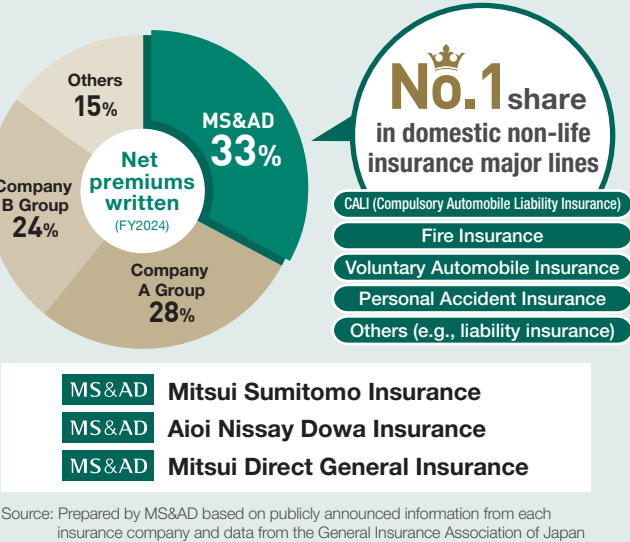 Others
15%
MS&AD
33%
Net
premiums
written
(FY2024)
Company
B Group
24%
Company
A Group
28%
No.1 share
in domestic non-life
insurance major lines
CALI (Compulsory Automobile Liability Insurance)
Fire Insurance
Voluntary Automobile Insurance
Personal Accident Insurance
Others (e.g., liability insurance)
MS&AD Mitsui Sumitomo Insurance
MS&AD Aioi Nissay Dowa Insurance
MS&AD Mitsui Direct General Insurance
Source: Prepared by MS&AD based on publicly announced information from each
insurance company and data from the General Insurance Association of Japan